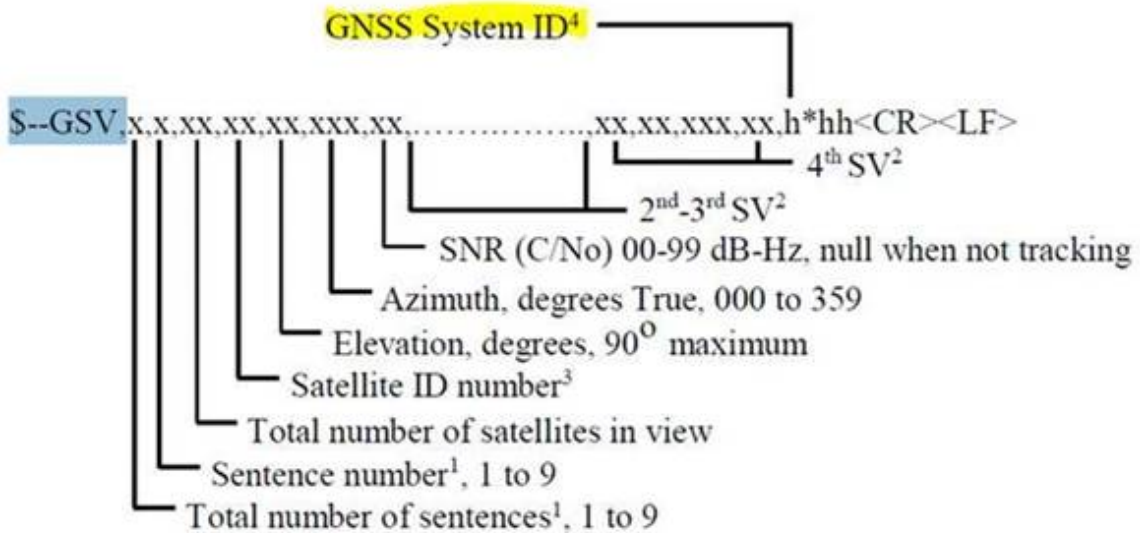 GNSS System ID⁴
$--GSV,x,x,xx,xx,xx,xxx,xx,..................,xx,xx,xxx,xx,h*hh<CR><LF>
4th SV²
2nd-3rd SV²
SNR (C/No) 00-99 dB-Hz, null when not tracking
Azimuth, degrees True, 000 to 359
Elevation, degrees, 90° maximum
Satellite ID number³
Total number of satellites in view
Sentence number¹, 1 to 9
Total number of sentences¹, 1 to 9